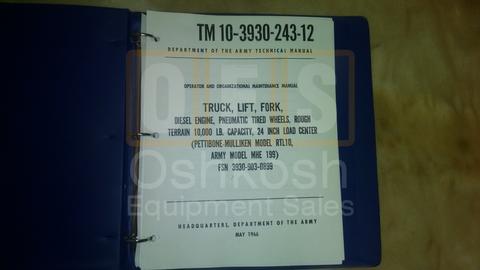 TM 10-3930-243-12
DEPARTMENT OF THE ARMY TECHNICAL MANUAL
OPERATOR AND ORGANIZATIONAL MAINTENANCE MANUAL
TRUCK, LIFT, FORK,
DIESEL ENGINE, PNEUMATIC TIRED WHEELS, ROUGH
TERRAIN 10,000 LB. CAPACITY, 24 INCH LOAD CENTER
(PETTIBONE-MULLIKEN MODEL RTL10,
ARMY MODEL MHE 199)
FSN 3930-903-0899
OES
Oshkosh
Equipment Sales
HEADQUARTERS, DEPARTMENT OF THE ARMY
MAY 1966